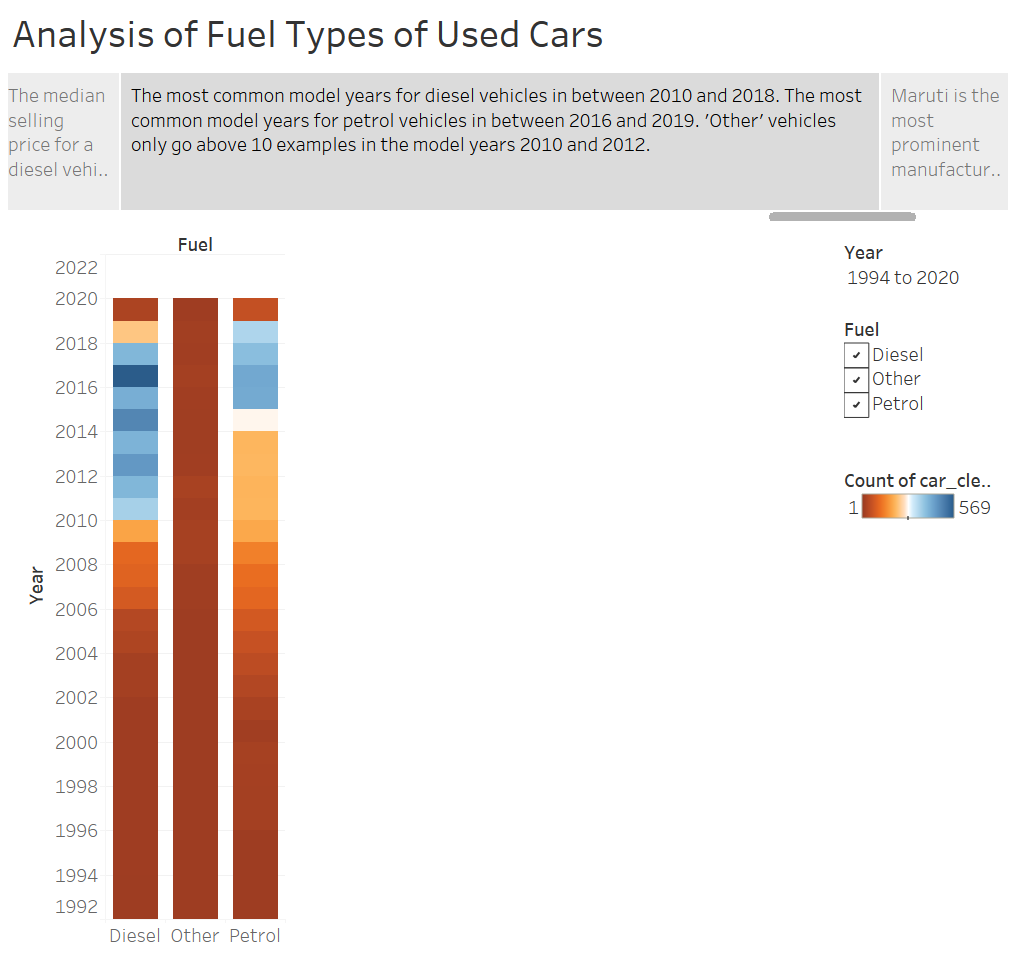 Analysis of Fuel Types of Used Cars
The median
selling
price for a
diesel vehi..
The most common model years for diesel vehicles in between 2010 and 2018. The most
common model years for petrol vehicles in between 2016 and 2019. ‘Other’ vehicles
only go above 10 examples in the model years 2010 and 2012.
Maruti is the
most
prominent
manufactur..
Fuel
2022
2020
2018
2016
2014
2012
2010
2008
2006
2004
2002
2000
1998
1996
1994
1992
Year
Diesel Other Petrol
Year
1994 to 2020
Fuel
Diesel
Other
Petrol
Count of car_cle..
1 569